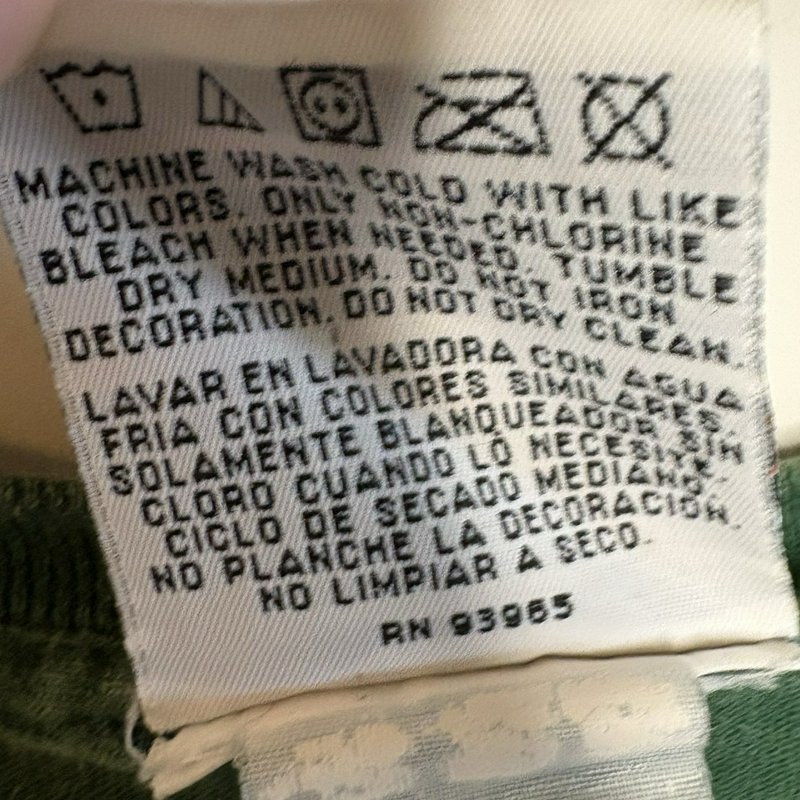 MACHINE WASH COLD WITH LIKE
COLORS. ONLY NON-CHLORINE
BLEACH WHEN NEEDED. TUMBLE
DRY MEDIUM. DO NOT IRON
DECORATION. DO NOT DRY CLEAN.
LAVAR EN LAVADORA CON AGUA
FRIA CON COLORES SIMILARES.
SOLAMENTE BLANQUEADOR SIN
CLORO CUANDO LO NECESITE.
CICLO DE SECADO MEDIANO.
NO PLANCHE LA DECORACION.
NO LIMPIAR A SECO.
RN 93965